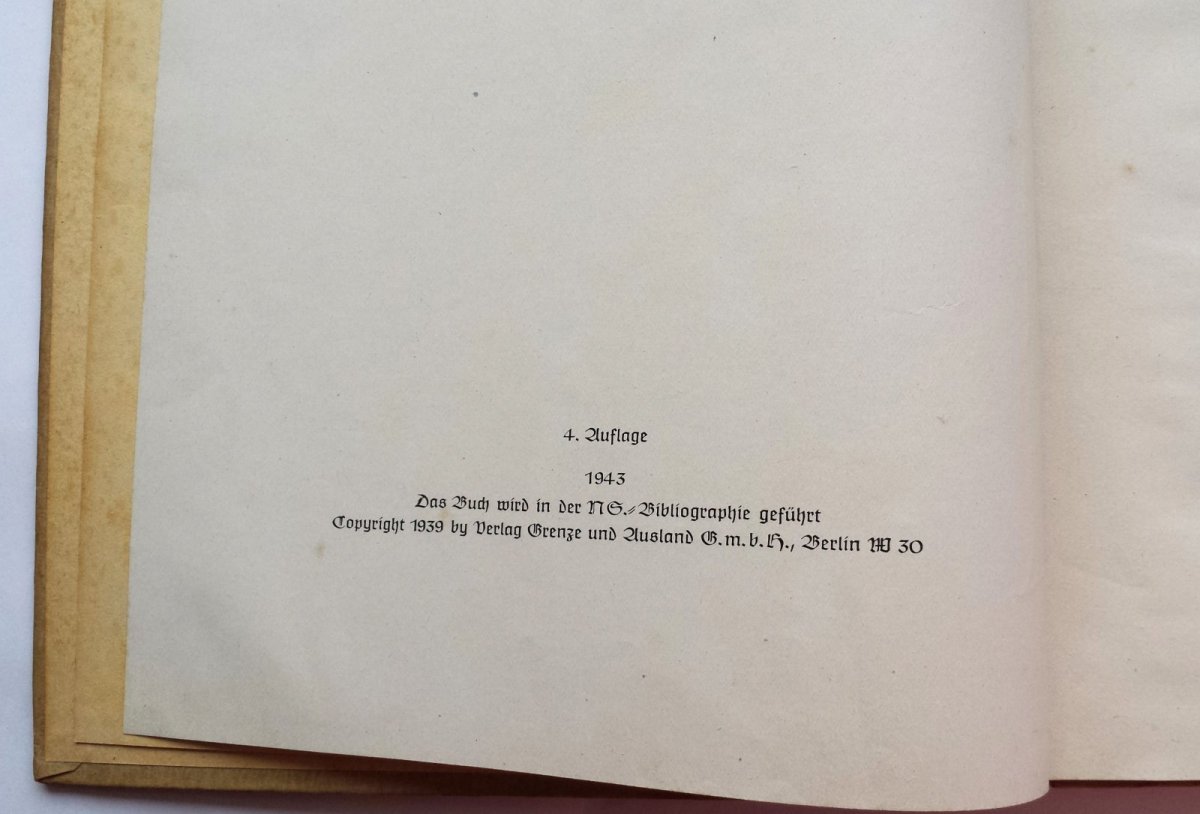 4. Auflage
1943
Das Buch wird in der NS.-Bibliographie geführt
Copyright 1939 by Verlag Grenze und Ausland G.m.b.H., Berlin W 30